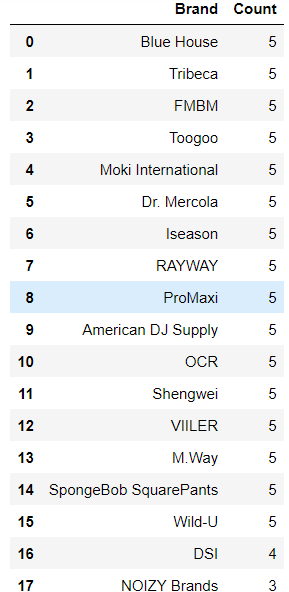 Brand Count
0 Blue House 5
1 Tribeca 5
2 FMBM 5
3 Toogoo 5
4 Moki International 5
5 Dr. Mercola 5
6 Iseason 5
7 RAYWAY 5
8 ProMaxi 5
9 American DJ Supply 5
10 OCR 5
11 Shengwei 5
12 VIILER 5
13 M.Way 5
14 SpongeBob SquarePants 5
15 Wild-U 5
16 DSI 4
17 NOIZY Brands 3